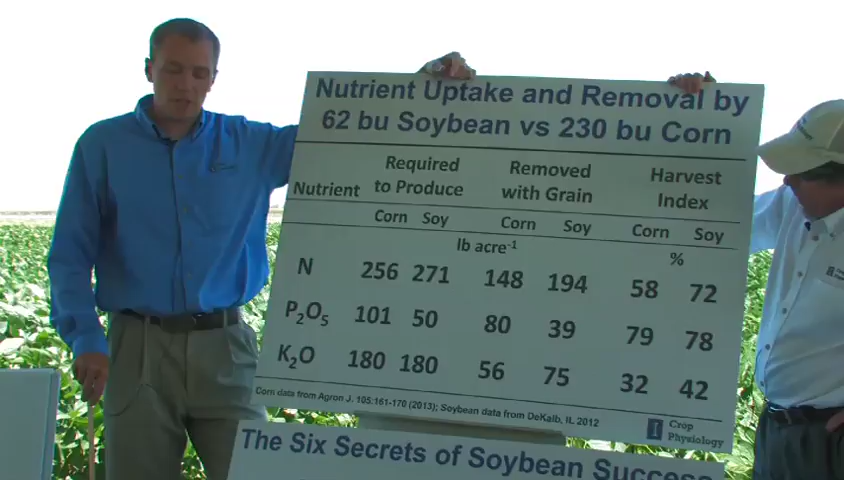 Nutrient Uptake and Removal by
62 bu Soybean vs 230 bu Corn
Nutrient Required to Produce Removed with Grain Harvest Index
Corn Soy Corn Soy Corn Soy
lb acre⁻¹ %
N 256 271 148 194 58 72
P₂O₅ 101 50 80 39 79 78
K₂O 180 180 56 75 32 42
Corn data from Agron J. 105:161-170 (2013); Soybean data from DeKalb, IL 2012
I Crop Physiology
The Six Secrets of Soybean Success